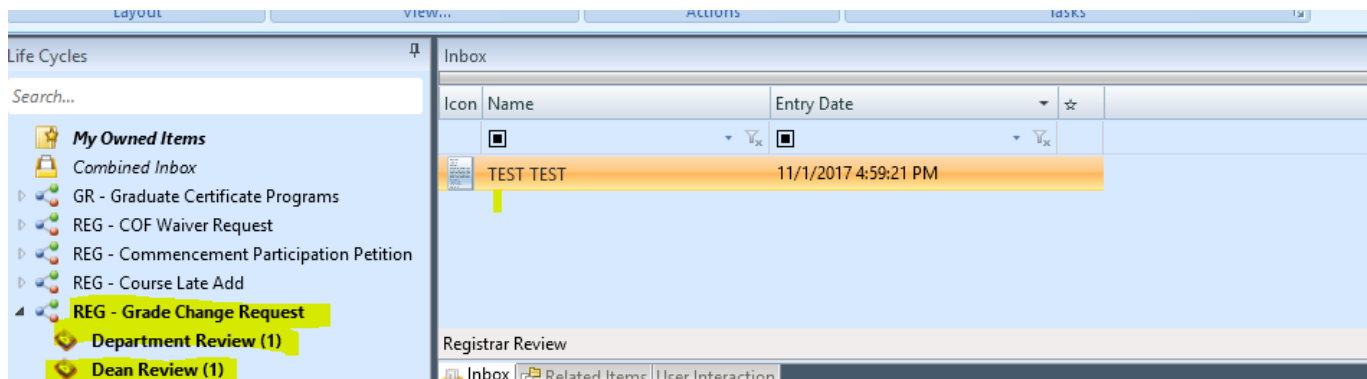 Layout View... Actions Tasks
Life Cycles
Search...
My Owned Items
Combined Inbox
GR - Graduate Certificate Programs
REG - COF Waiver Request
REG - Commencement Participation Petition
REG - Course Late Add
REG - Grade Change Request
Department Review (1)
Dean Review (1)
Inbox
Icon Name Entry Date
TEST TEST 11/1/2017 4:59:21 PM
Registrar Review
Inbox Related Items User Interaction